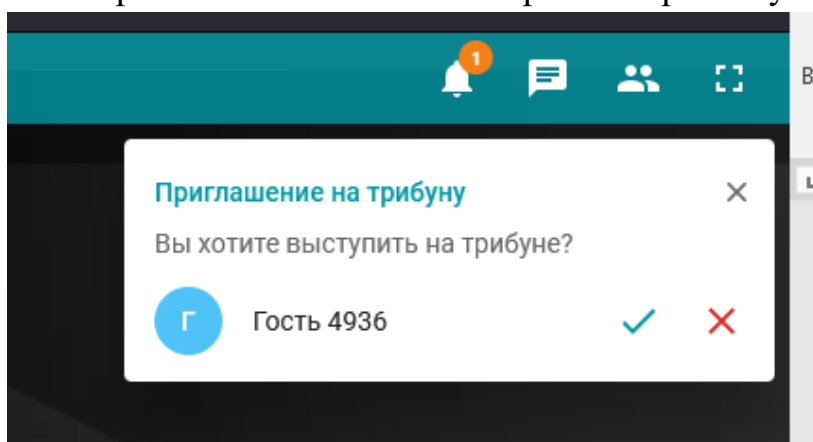 1
В
Приглашение на трибуну
Вы хотите выступить на трибуне?
Г
Гость 4936